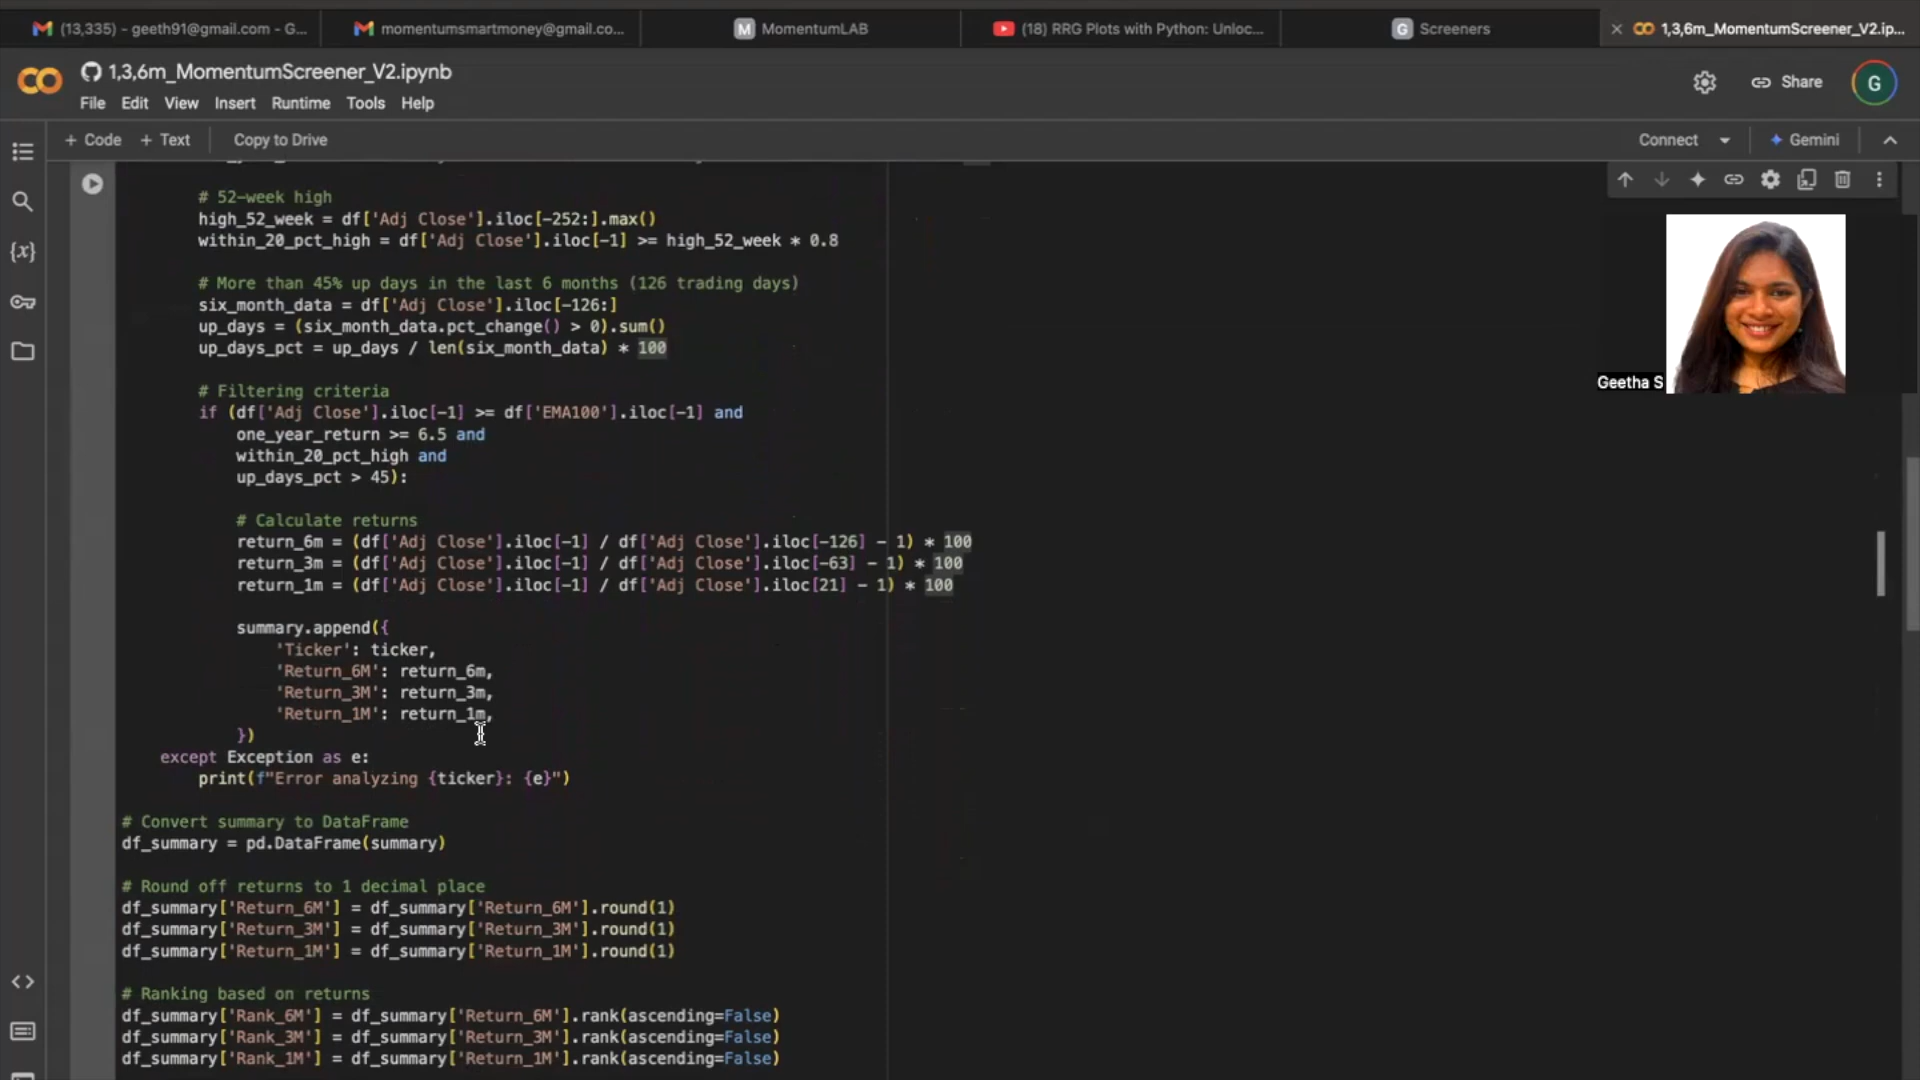 (13,335) - geeth91@gmail.com - G...
momentumsmartmoney@gmail.co...
MomentumLAB
(18) RRG Plots with Python: Unloc...
Screeners
1,3,6m_MomentumScreener_V2.ip...
1,3,6m_MomentumScreener_V2.ipynb
Share
G
File Edit View Insert Runtime Tools Help
+ Code + Text Copy to Drive
Connect
Gemini
# 52-week high
high_52_week = df['Adj Close'].iloc[-252:].max()
within_20_pct_high = df['Adj Close'].iloc[-1] >= high_52_week * 0.8
# More than 45% up days in the last 6 months (126 trading days)
six_month_data = df['Adj Close'].iloc[-126:]
up_days = (six_month_data.pct_change() > 0).sum()
up_days_pct = up_days / len(six_month_data) * 100
# Filtering criteria
if (df['Adj Close'].iloc[-1] >= df['EMA100'].iloc[-1] and
one_year_return >= 6.5 and
within_20_pct_high and
up_days_pct > 45):
# Calculate returns
return_6m = (df['Adj Close'].iloc[-1] / df['Adj Close'].iloc[-126] - 1) * 100
return_3m = (df['Adj Close'].iloc[-1] / df['Adj Close'].iloc[-63] - 1) * 100
return_1m = (df['Adj Close'].iloc[-1] / df['Adj Close'].iloc[21] - 1) * 100
summary.append({
'Ticker': ticker,
'Return_6M': return_6m,
'Return_3M': return_3m,
'Return_1M': return_1m,
})
except Exception as e:
print(f"Error analyzing {ticker}: {e}")
# Convert summary to DataFrame
df_summary = pd.DataFrame(summary)
# Round off returns to 1 decimal place
df_summary['Return_6M'] = df_summary['Return_6M'].round(1)
df_summary['Return_3M'] = df_summary['Return_3M'].round(1)
df_summary['Return_1M'] = df_summary['Return_1M'].round(1)
# Ranking based on returns
df_summary['Rank_6M'] = df_summary['Return_6M'].rank(ascending=False)
df_summary['Rank_3M'] = df_summary['Return_3M'].rank(ascending=False)
df_summary['Rank_1M'] = df_summary['Return_1M'].rank(ascending=False)
Geetha S